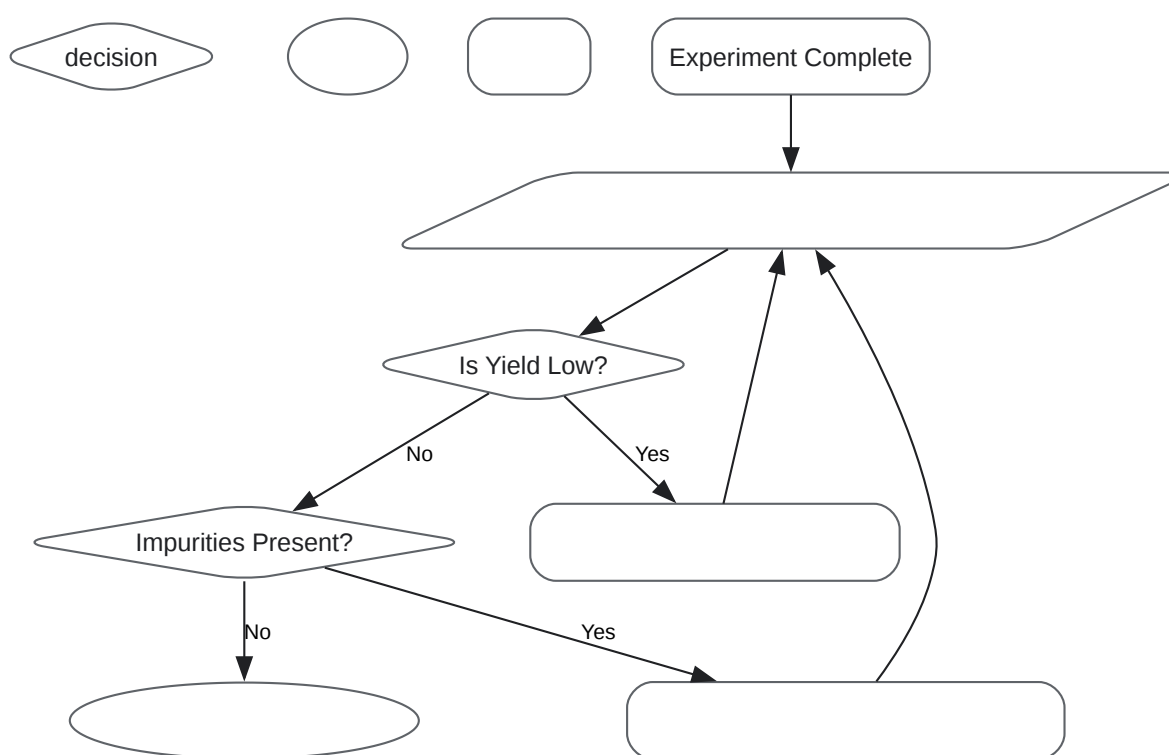 decision
Experiment Complete
Is Yield Low?
No
Yes
Impurities Present?
No
Yes